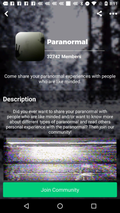 Paranormal
22742 Members
Come share your paranormal experiences with people
who are like minded.
Description
Did you ever want to share your paranormal with
people who are like minded and/or want to know more
about different types of paranormal and read others
personal experience with the paranormal? Then join our
community!
Join Community